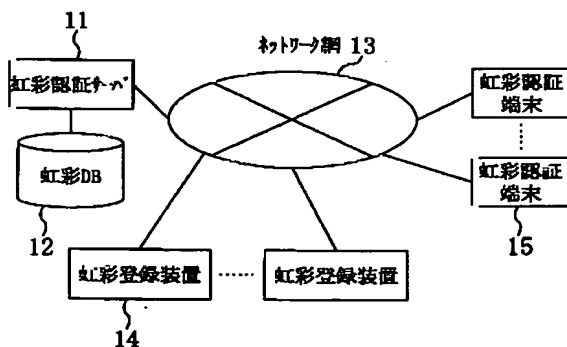 11
虹彩認証ｻｰﾊﾞ
虹彩DB
12
ﾈｯﾄﾜｰｸ網 13
虹彩認証
端末
虹彩認証
端末
15
虹彩登録装置 …… 虹彩登録装置
14